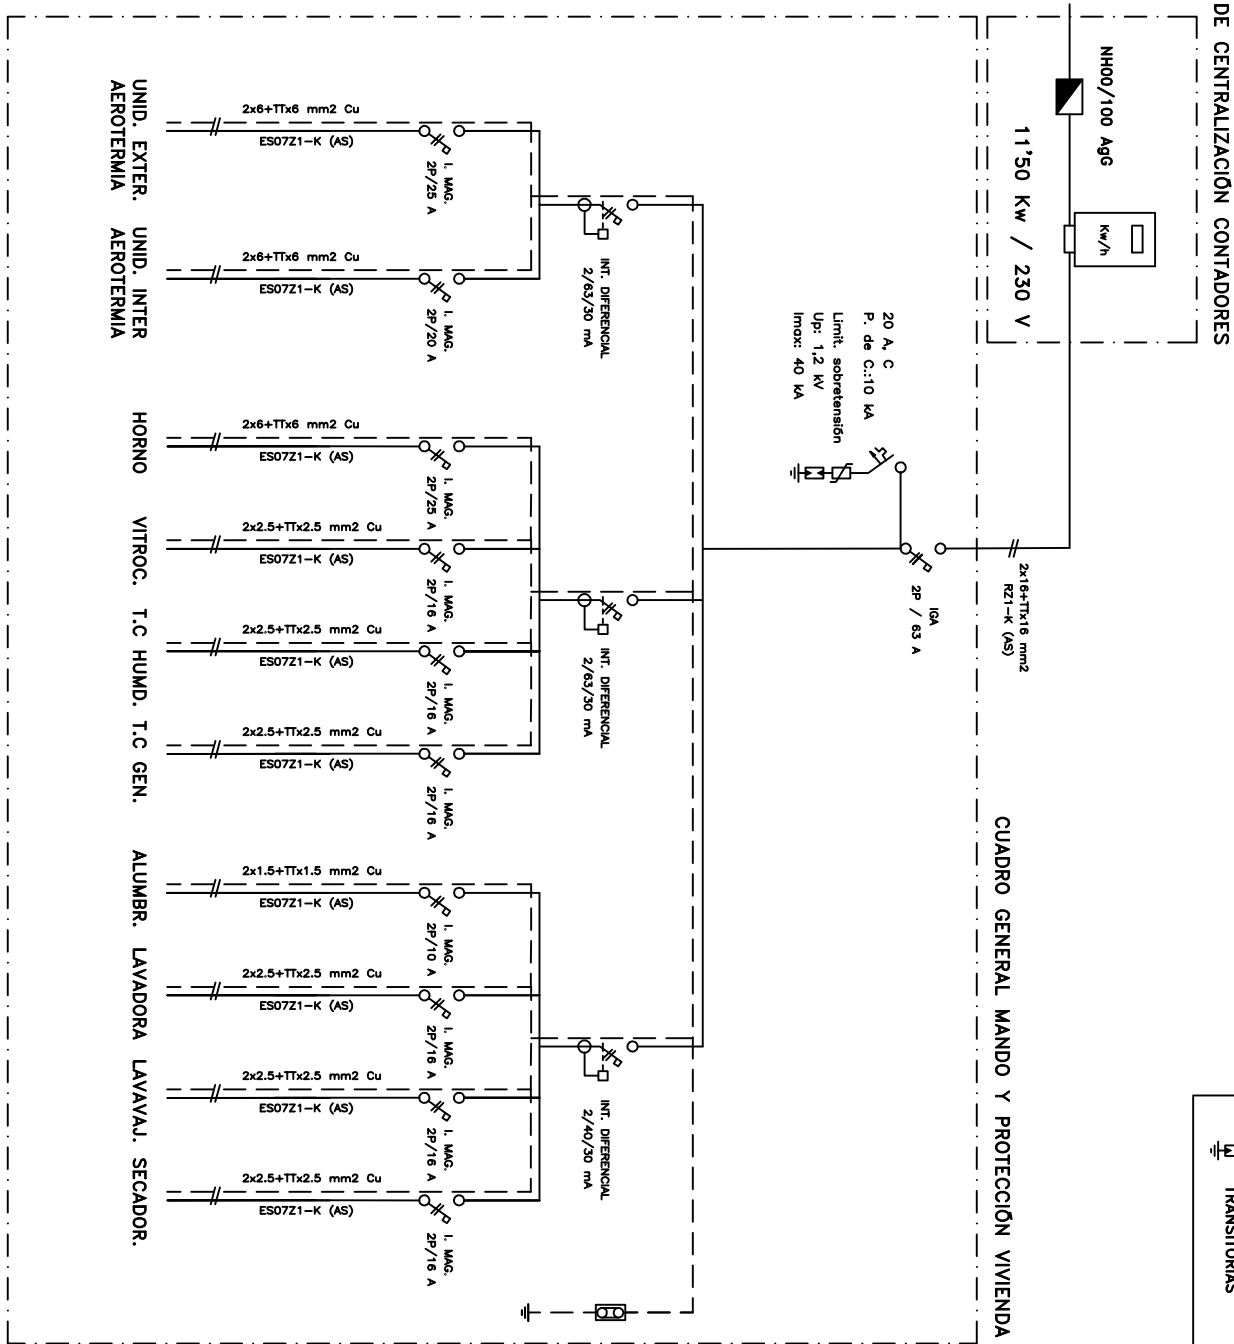 DE CENTRALIZACIÓN CONTADORES
NH00/100 AgG
11'50 Kw / 230 V
Kw/h
2x16+TTx16 mm2
RZ1-K (AS)
TRANSITORIAS
CUADRO GENERAL MANDO Y PROTECCIÓN VIVIENDA
IGA
2P / 63 A
20 A, C
P. de C.:10 kA
Limit. sobretensión
Up: 1,2 kV
Imax: 40 kA
INT. DIFERENCIAL
2/63/30 mA
INT. DIFERENCIAL
2/63/30 mA
INT. DIFERENCIAL
2/40/30 mA
I. MAG.
2P/25 A
I. MAG.
2P/20 A
I. MAG.
2P/25 A
I. MAG.
2P/16 A
I. MAG.
2P/16 A
I. MAG.
2P/16 A
I. MAG.
2P/10 A
I. MAG.
2P/16 A
I. MAG.
2P/16 A
I. MAG.
2P/16 A
2x6+TTx6 mm2 Cu
ES07Z1-K (AS)
2x6+TTx6 mm2 Cu
ES07Z1-K (AS)
2x6+TTx6 mm2 Cu
ES07Z1-K (AS)
2x2.5+TTx2.5 mm2 Cu
ES07Z1-K (AS)
2x2.5+TTx2.5 mm2 Cu
ES07Z1-K (AS)
2x2.5+TTx2.5 mm2 Cu
ES07Z1-K (AS)
2x1.5+TTx1.5 mm2 Cu
ES07Z1-K (AS)
2x2.5+TTx2.5 mm2 Cu
ES07Z1-K (AS)
2x2.5+TTx2.5 mm2 Cu
ES07Z1-K (AS)
2x2.5+TTx2.5 mm2 Cu
ES07Z1-K (AS)
UNID. EXTER.
AEROTERMIA
UNID. INTER
AEROTERMIA
HORNO
VITROC.
T.C HUMD.
T.C GEN.
ALUMBR.
LAVADORA
LAVAVAJ.
SECADOR.